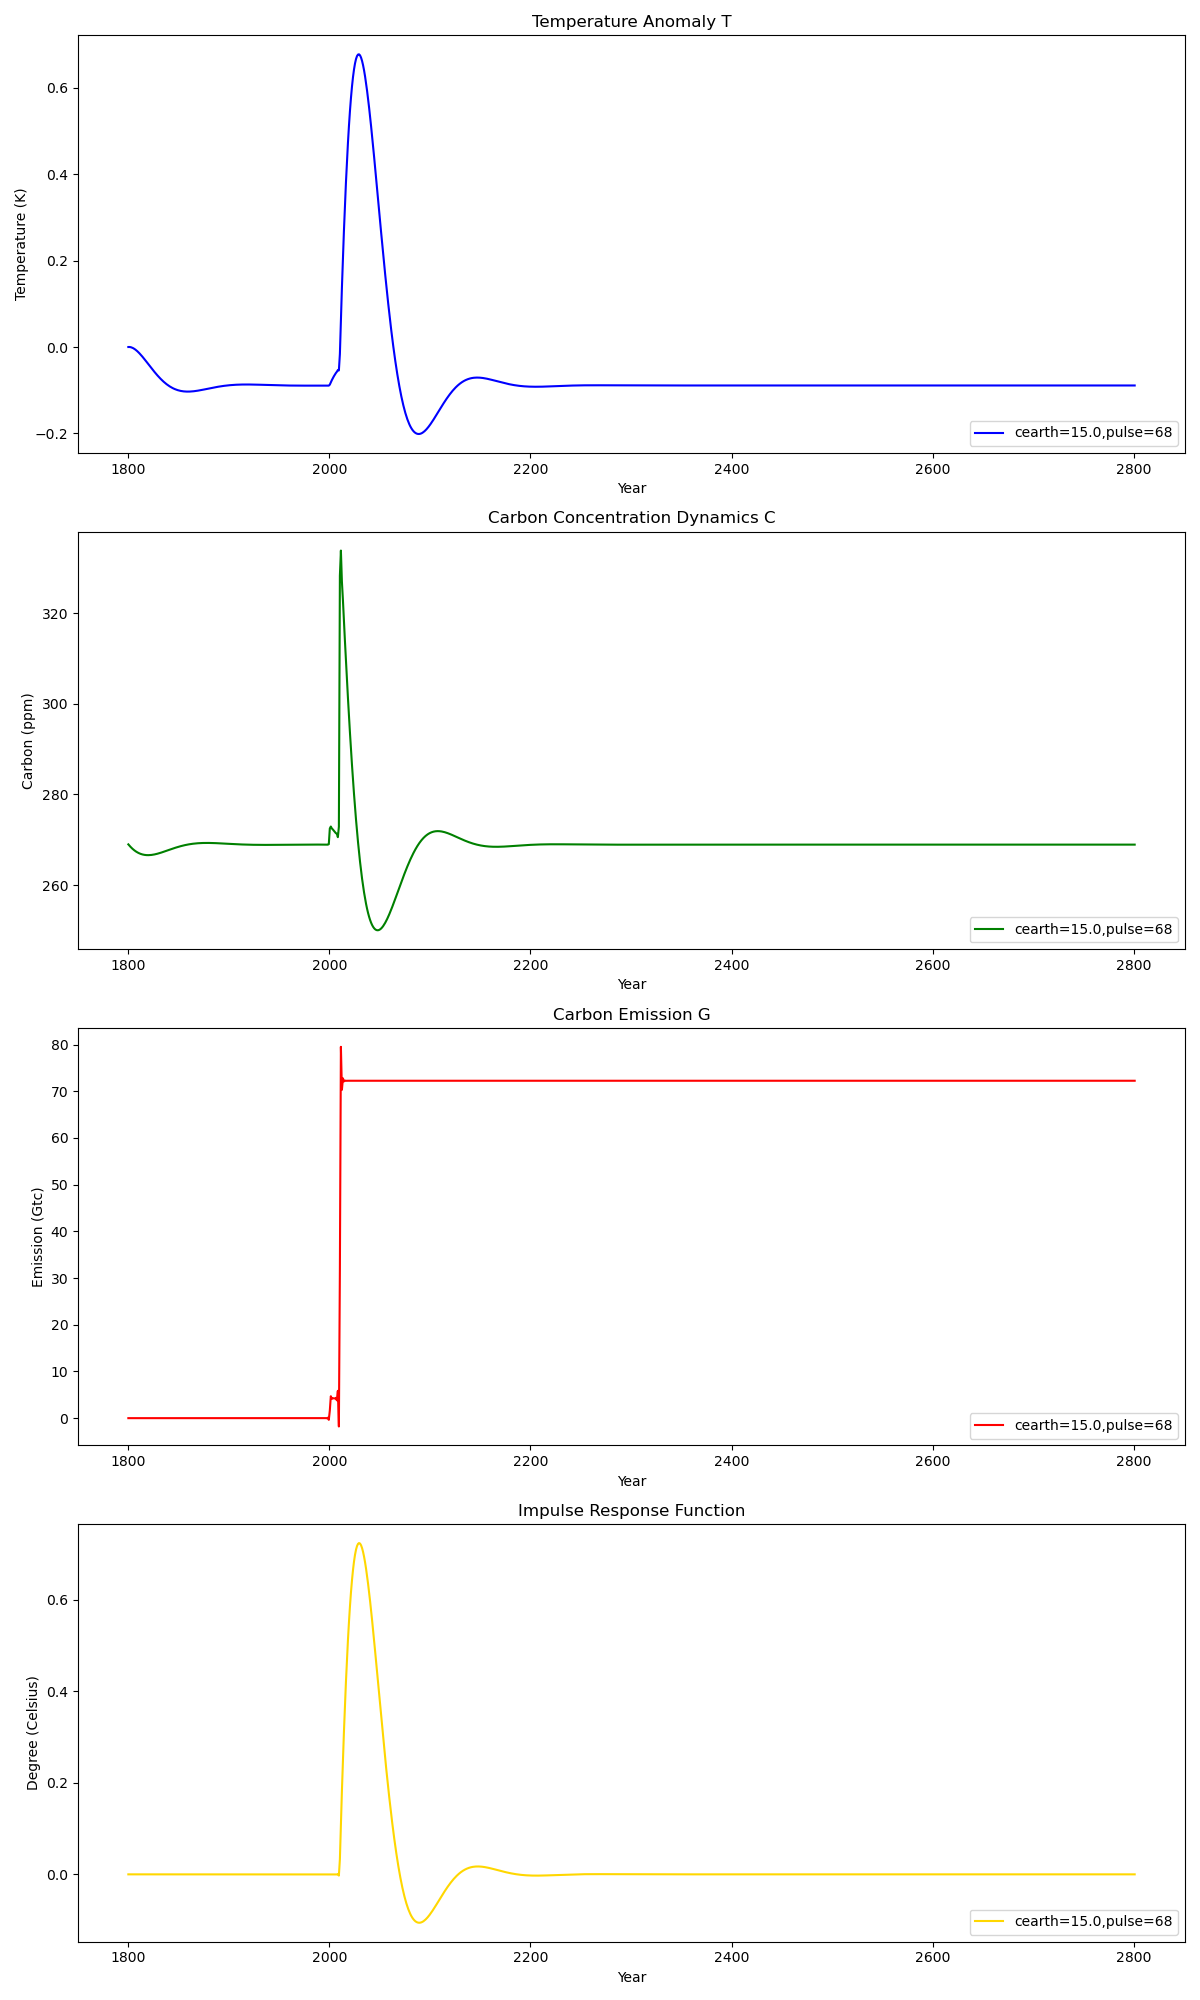 Temperature Anomaly T
Temperature (K)
0.6
0.4
0.2
0.0
−0.2
cearth=15.0,pulse=68
1800 2000 2200 2400 2600 2800
Year
Carbon Concentration Dynamics C
Carbon (ppm)
320
300
280
260
cearth=15.0,pulse=68
1800 2000 2200 2400 2600 2800
Year
Carbon Emission G
Emission (Gtc)
80
70
60
50
40
30
20
10
0
cearth=15.0,pulse=68
1800 2000 2200 2400 2600 2800
Year
Impulse Response Function
Degree (Celsius)
0.6
0.4
0.2
0.0
cearth=15.0,pulse=68
1800 2000 2200 2400 2600 2800
Year